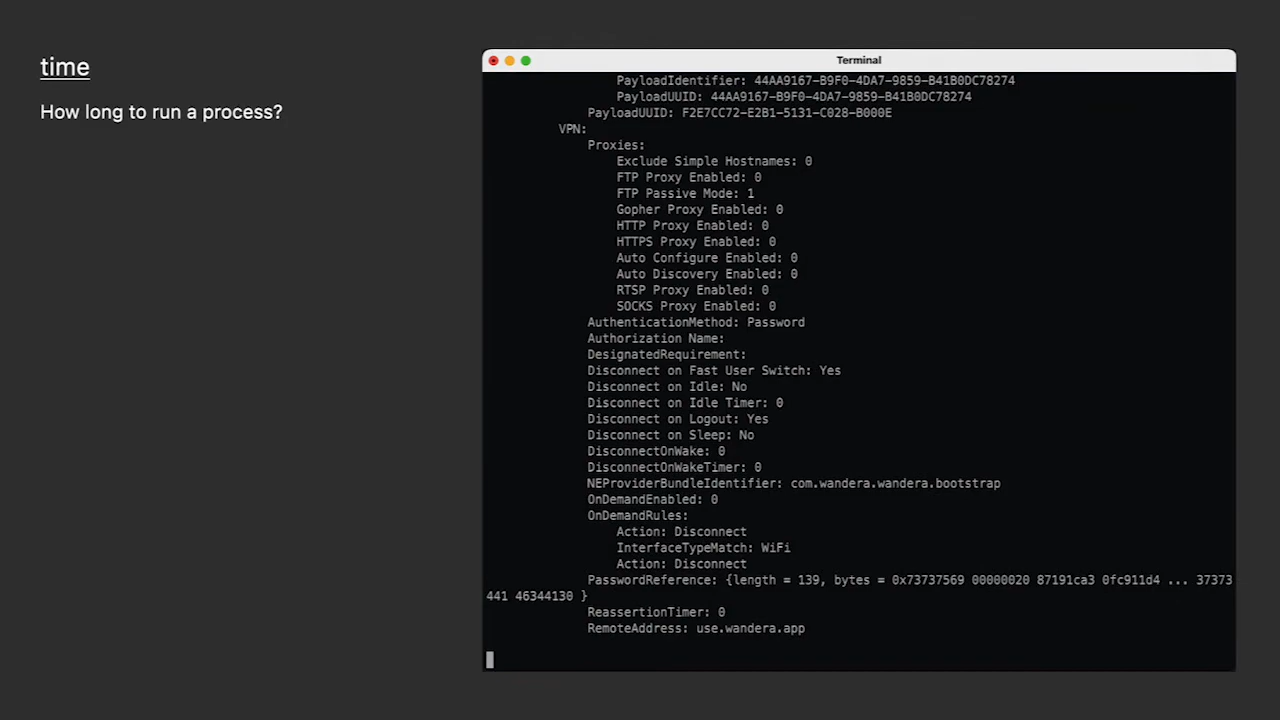 time
How long to run a process?
Terminal
PayloadIdentifier: 44AA9167-B9F0-4DA7-9859-B41B0DC78274
PayloadUUID: 44AA9167-B9F0-4DA7-9859-B41B0DC78274
PayloadUUID: F2E7CC72-E2B1-5131-C028-B000E
VPN:
Proxies:
Exclude Simple Hostnames: 0
FTP Proxy Enabled: 0
FTP Passive Mode: 1
Gopher Proxy Enabled: 0
HTTP Proxy Enabled: 0
HTTPS Proxy Enabled: 0
Auto Configure Enabled: 0
Auto Discovery Enabled: 0
RTSP Proxy Enabled: 0
SOCKS Proxy Enabled: 0
AuthenticationMethod: Password
Authorization Name:
DesignatedRequirement:
Disconnect on Fast User Switch: Yes
Disconnect on Idle: No
Disconnect on Idle Timer: 0
Disconnect on Logout: Yes
Disconnect on Sleep: No
DisconnectOnWake: 0
DisconnectOnWakeTimer: 0
NEProviderBundleIdentifier: com.wandera.wandera.bootstrap
OnDemandEnabled: 0
OnDemandRules:
Action: Disconnect
InterfaceTypeMatch: WiFi
Action: Disconnect
PasswordReference: {length = 139, bytes = 0x73737569 00000020 87191ca3 0fc911d4 ... 37373
441 46344130 }
ReassertionTimer: 0
RemoteAddress: use.wandera.app